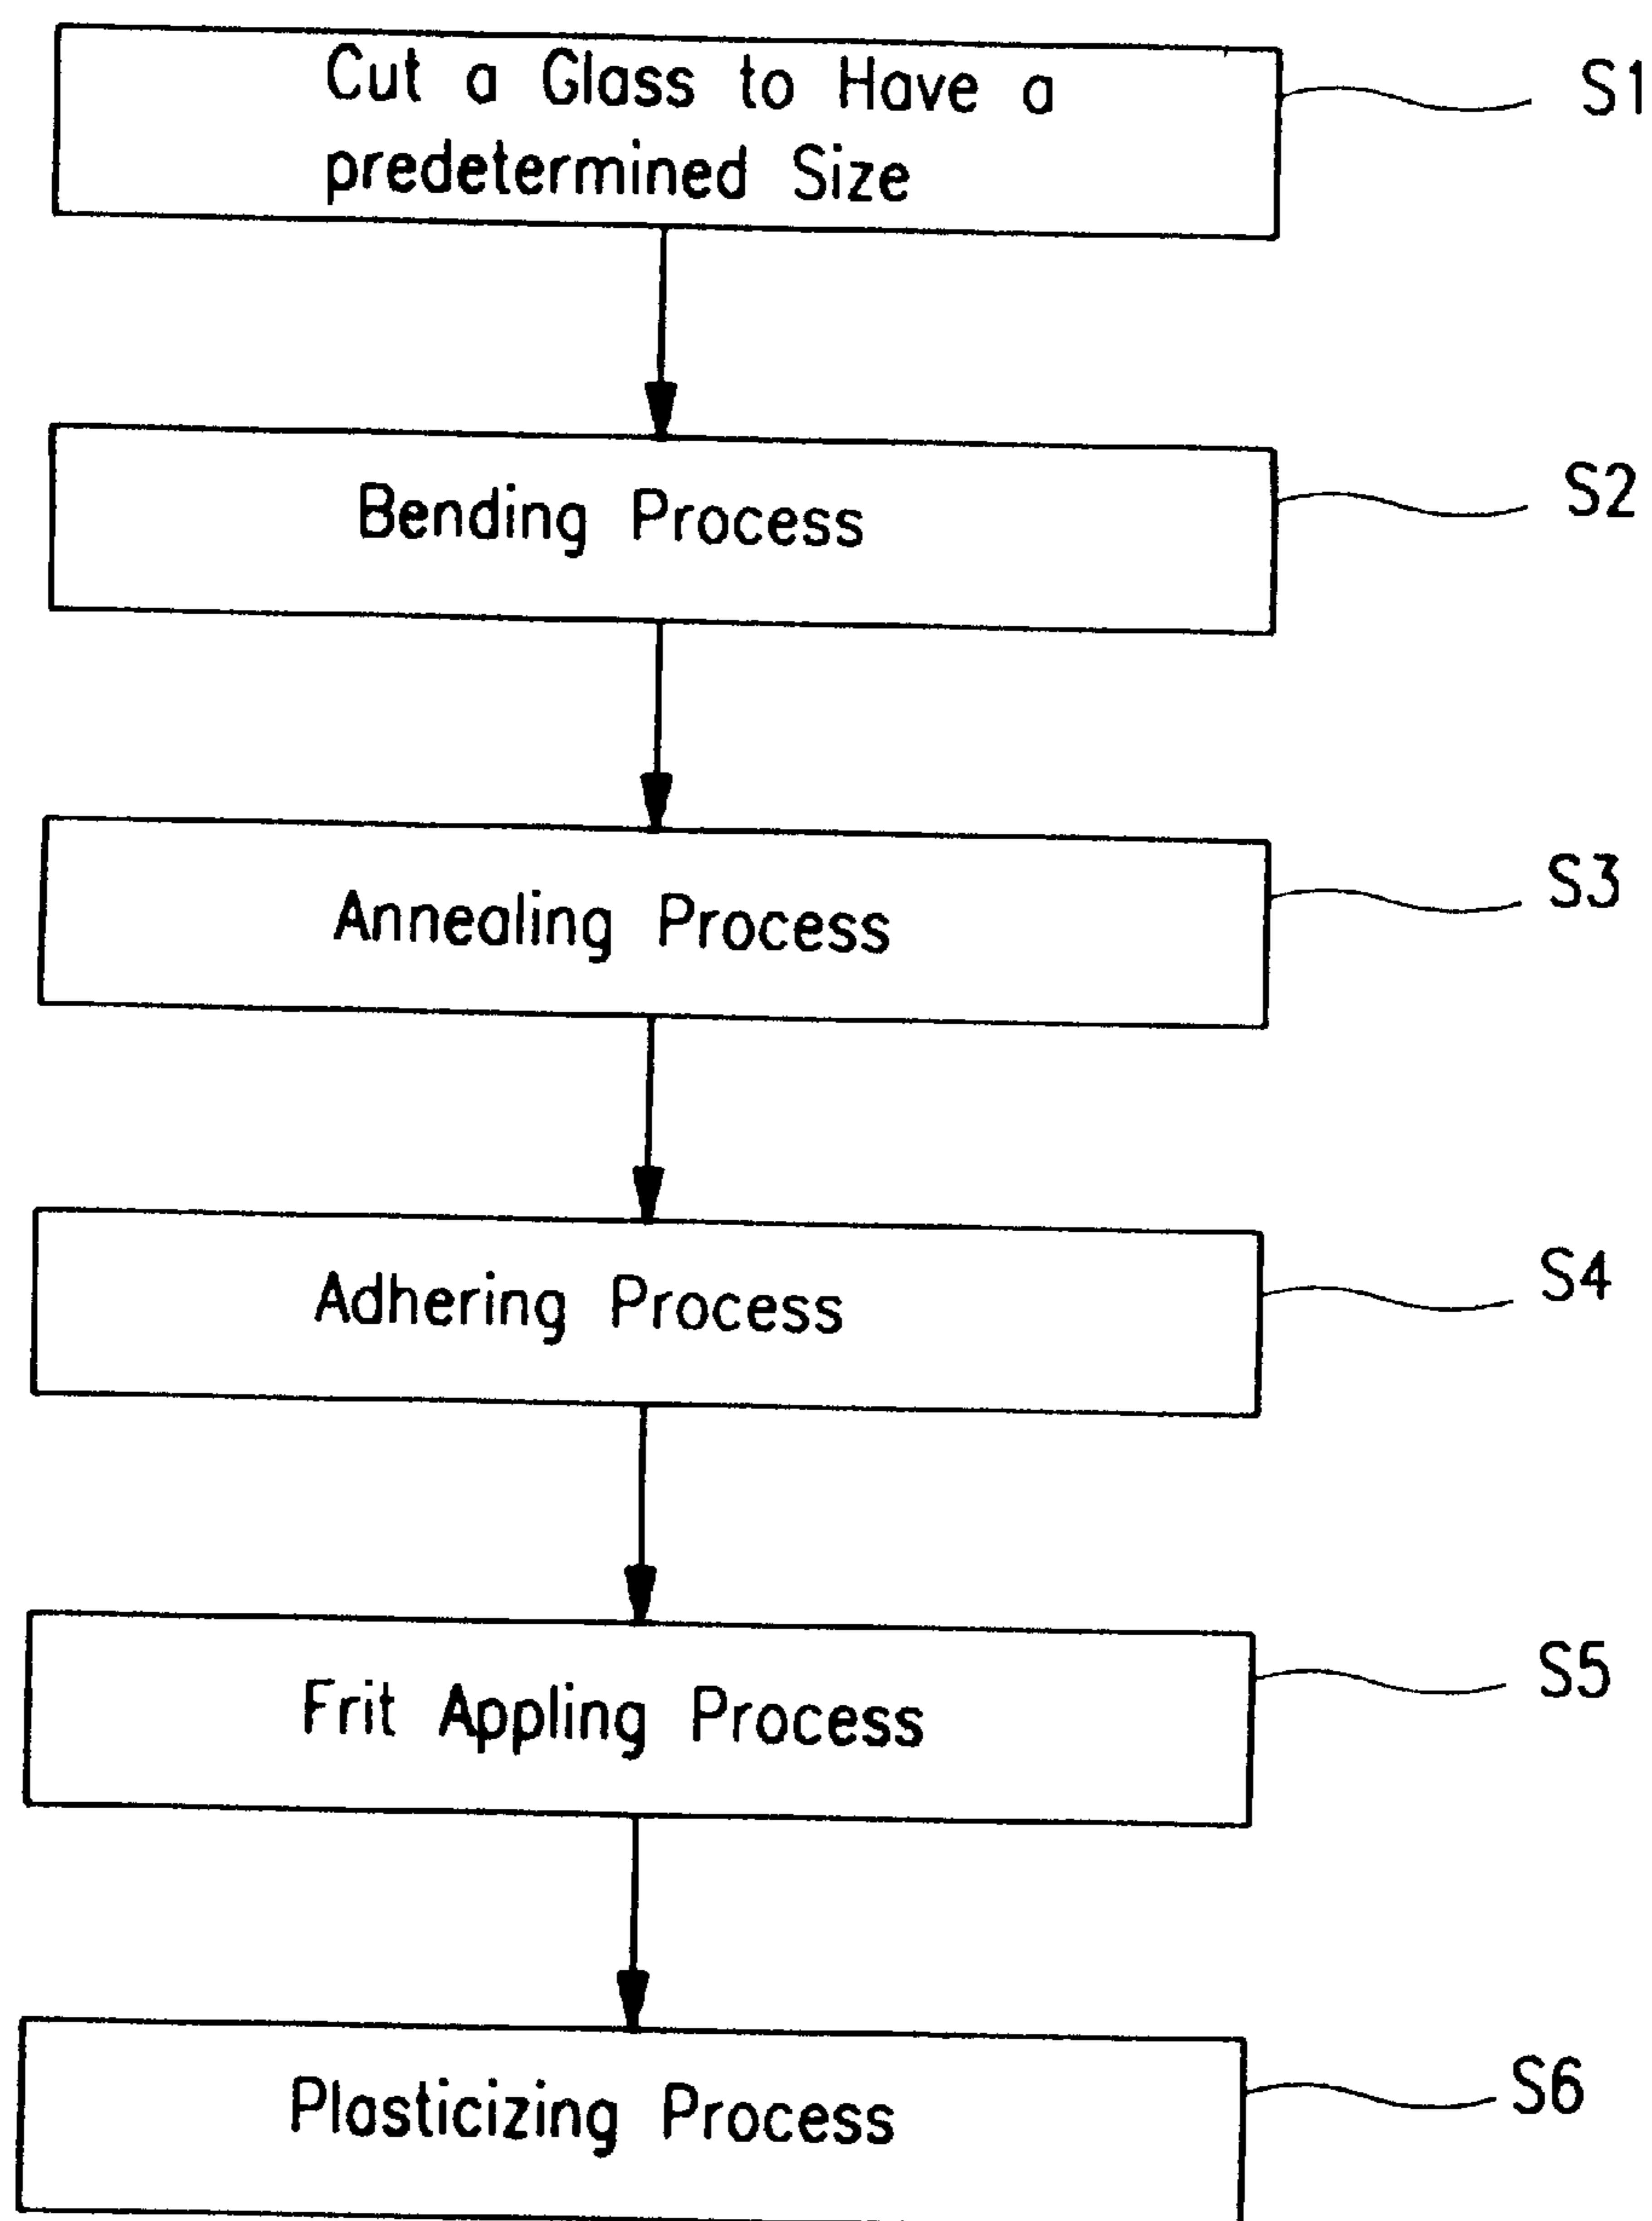 Cut a Glass to Have a
predetermined Size
S1
Bending Process
S2
Annealing Process
S3
Adhering Process
S4
Frit Appling Process
S5
Plasticizing Process
S6